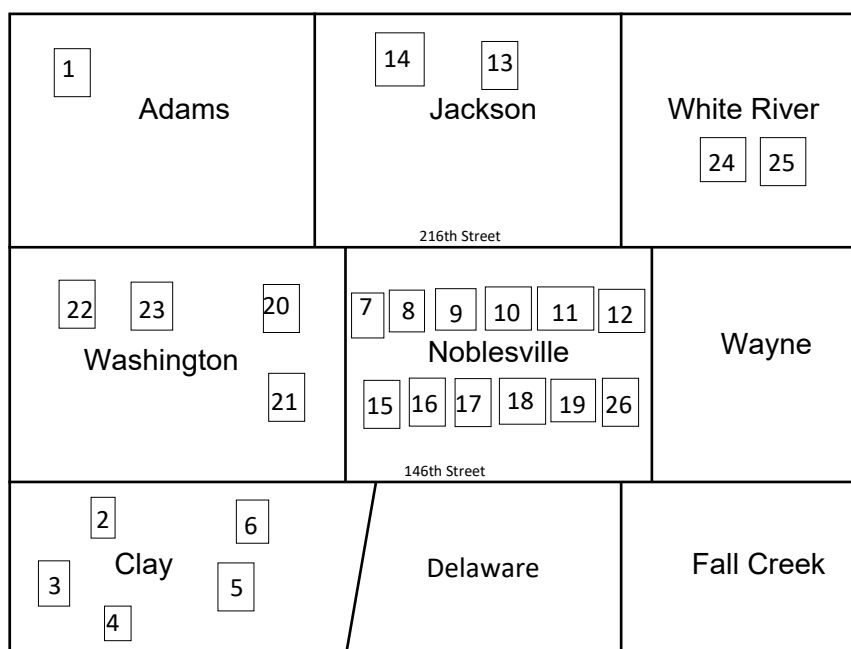 1
14
13
Adams
Jackson
White River
24
25
216th Street
22
23
20
7
8
9
10
11
12
Washington
Noblesville
Wayne
21
15
16
17
18
19
26
146th Street
2
6
Clay
Delaware
Fall Creek
3
5
4